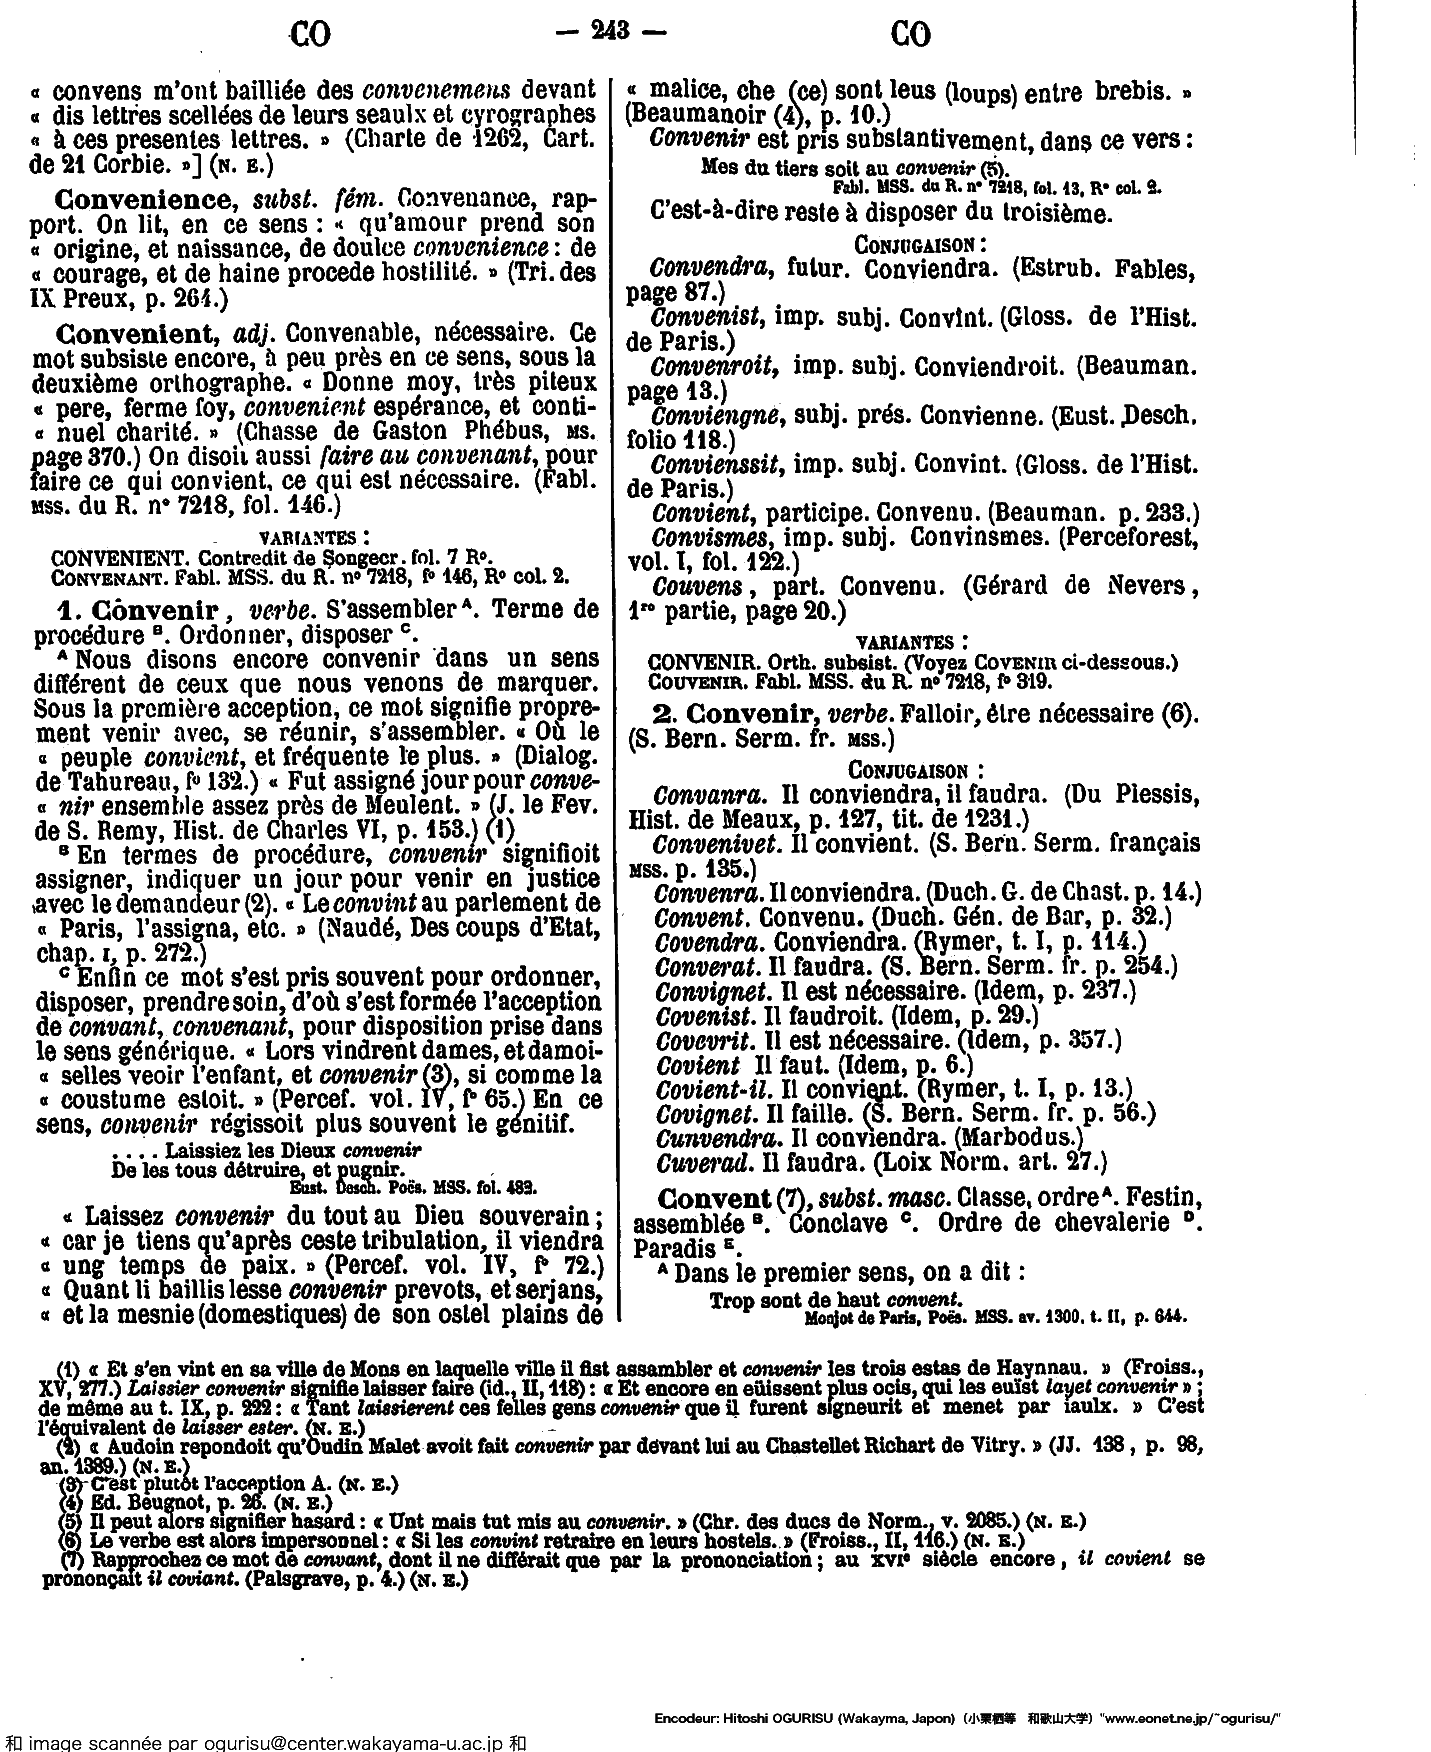 CO — 243 — CO
« convens m'ont bailliée des convenemens devant
« dis lettres scellées de leurs seaulx et cyrographes
« à ces presentes lettres. » (Charte de 1262, Cart.
de 21 Corbie. »] (N. E.)
Convenience, subst. fém. Convenance, rap-
port. On lit, en ce sens : « qu'amour prend son
« origine, et naissance, de doulce convenience : de
« courage, et de haine procede hostilité. » (Tri. des
IX Preux, p. 264.)
Convenient, adj. Convenable, nécessaire. Ce
mot subsiste encore, à peu près en ce sens, sous la
deuxième orthographe. « Donne moy, très piteux
« pere, ferme foy, convenient espérance, et conti-
« nuel charité. » (Chasse de Gaston Phébus, MS.
page 370.) On disoit aussi faire au convenant, pour
faire ce qui convient, ce qui est nécessaire. (Fabl.
MSS. du R. n° 7218, fol. 146.)
VARIANTES :
CONVENIENT. Contredit de Songecr. fol. 7 R°.
CONVENANT. Fabl. MSS. du R. n° 7218, f° 146, R° col. 2.
1. Convenir, verbe. S'assembler A. Terme de
procédure B. Ordonner, disposer C.
A Nous disons encore convenir dans un sens
différent de ceux que nous venons de marquer.
Sous la première acception, ce mot signifie propre-
ment venir avec, se réunir, s'assembler. « Où le
« peuple convient, et fréquente le plus. » (Dialog.
de Tahureau, f° 132.) « Fut assigné jour pour conve-
« nir ensemble assez près de Meulent. » (J. le Fev.
de S. Remy, Hist. de Charles VI, p. 153.) (1)
B En termes de procédure, convenir signifioit
assigner, indiquer un jour pour venir en justice
avec le demandeur (2). « Le convint au parlement de
« Paris, l'assigna, etc. » (Naudé, Des coups d'Etat,
chap. I, p. 272.)
C Enfin ce mot s'est pris souvent pour ordonner,
disposer, prendre soin, d'où s'est formée l'acception
de convant, convenant, pour disposition prise dans
le sens générique. « Lors vindrent dames, et damoi-
« selles veoir l'enfant, et convenir (3), si comme la
« coustume estoit. » (Percef. vol. IV, f° 65.) En ce
sens, convenir régissoit plus souvent le génitif.
. . . . Laissiez les Dieux convenir
De les tous détruire, et pugnir.
Eust. Desch. Poës. MSS. fol. 483.
« Laissez convenir du tout au Dieu souverain ;
« car je tiens qu'après ceste tribulation, il viendra
« ung temps de paix. » (Percef. vol. IV, f° 72.)
« Quant li baillis lesse convenir prevots, et serjans,
« et la mesnie (domestiques) de son ostel plains de
« malice, che (ce) sont leus (loups) entre brebis. »
(Beaumanoir (4), p. 10.)
Convenir est pris substantivement, dans ce vers :
Mes du tiers soit au convenir (5).
Fabl. MSS. du R. n° 7218, fol. 13, R° col. 2.
C'est-à-dire reste à disposer du troisième.
CONJUGAISON :
Convendra, futur. Conviendra. (Estrub. Fables,
page 87.)
Convenist, imp. subj. Convint. (Gloss. de l'Hist.
de Paris.)
Convenroit, imp. subj. Conviendroit. (Beauman.
page 13.)
Conviengne, subj. prés. Convienne. (Eust. Desch.
folio 118.)
Convienssit, imp. subj. Convint. (Gloss. de l'Hist.
de Paris.)
Convient, participe. Convenu. (Beauman. p. 233.)
Convismes, imp. subj. Convinsmes. (Perceforest,
vol. I, fol. 122.)
Couvens, part. Convenu. (Gérard de Nevers,
1re partie, page 20.)
VARIANTES :
CONVENIR. Orth. subsist. (Voyez COVENIR ci-dessous.)
COUVENIR. Fabl. MSS. du R. n° 7218, f° 319.
2. Convenir, verbe. Falloir, être nécessaire (6).
(S. Bern. Serm. fr. MSS.)
CONJUGAISON :
Convanra. Il conviendra, il faudra. (Du Plessis,
Hist. de Meaux, p. 127, tit. de 1231.)
Convenivet. Il convient. (S. Bern. Serm. français
MSS. p. 135.)
Convenra. Il conviendra. (Duch. G. de Chast. p. 14.)
Convent. Convenu. (Duch. Gén. de Bar, p. 32.)
Covendra. Conviendra. (Rymer, t. I, p. 114.)
Converat. Il faudra. (S. Bern. Serm. fr. p. 254.)
Convignet. Il est nécessaire. (Idem, p. 237.)
Covenist. Il faudroit. (Idem, p. 29.)
Covevrit. Il est nécessaire. (Idem, p. 357.)
Covient Il faut. (Idem, p. 6.)
Covient-il. Il convient. (Rymer, t. I, p. 13.)
Covignet. Il faille. (S. Bern. Serm. fr. p. 56.)
Cunvendra. Il conviendra. (Marbodus.)
Cuverad. Il faudra. (Loix Norm. art. 27.)
Convent (7), subst. masc. Classe, ordre A. Festin,
assemblée B. Conclave C. Ordre de chevalerie D.
Paradis E.
A Dans le premier sens, on a dit :
Trop sont de haut convent.
Moniot de Paris, Poës. MSS. av. 1300, t. II, p. 644.
(1) « Et s'en vint en sa ville de Mons en laquelle ville il fist assambler et convenir les trois estas de Haynnau. » (Froiss.,
XV, 277.) Laissier convenir signifie laisser faire (id., II, 118) : « Et encore en eüissent plus ocis, qui les euïst layet convenir » ;
de même au t. IX, p. 222 : « Tant laissierent ces felles gens convenir que il furent signeurit et menet par iaulx. » C'est
l'équivalent de laisser ester. (N. E.)
(2) « Audoin repondoit qu'Oudin Malet avoit fait convenir par devant lui au Chastellet Richart de Vitry. » (JJ. 138, p. 98,
an. 1389.) (N. E.)
(3) C'est plutôt l'acception A. (N. E.)
(4) Ed. Beugnot, p. 26. (N. E.)
(5) Il peut alors signifier hasard : « Unt mais tut mis au convenir. » (Chr. des ducs de Norm., v. 2085.) (N. E.)
(6) Le verbe est alors impersonnel : « Si les convint retraire en leurs hostels. » (Froiss., II, 116.) (N. E.)
(7) Rapprochez ce mot de convant, dont il ne différait que par la prononciation ; au XVIe siècle encore, il covient se
prononçait il coviant. (Palsgrave, p. 4.) (N. E.)
Encodeur: Hitoshi OGURISU (Wakayma, Japon) (小栗栖等 和歌山大学) "www.eonet.ne.jp/~ogurisu/"
和 image scannée par ogurisu@center.wakayama-u.ac.jp 和